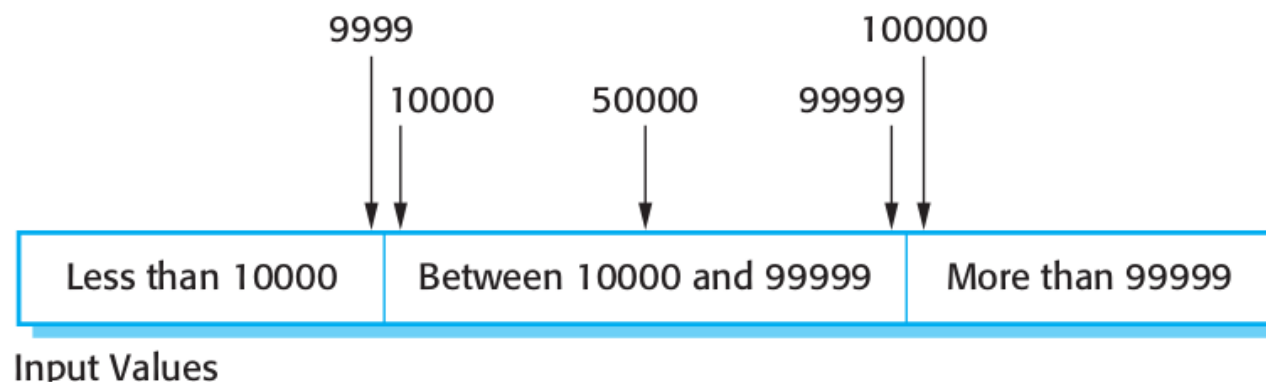 9999 100000
10000 50000 99999
Less than 10000 Between 10000 and 99999 More than 99999
Input Values